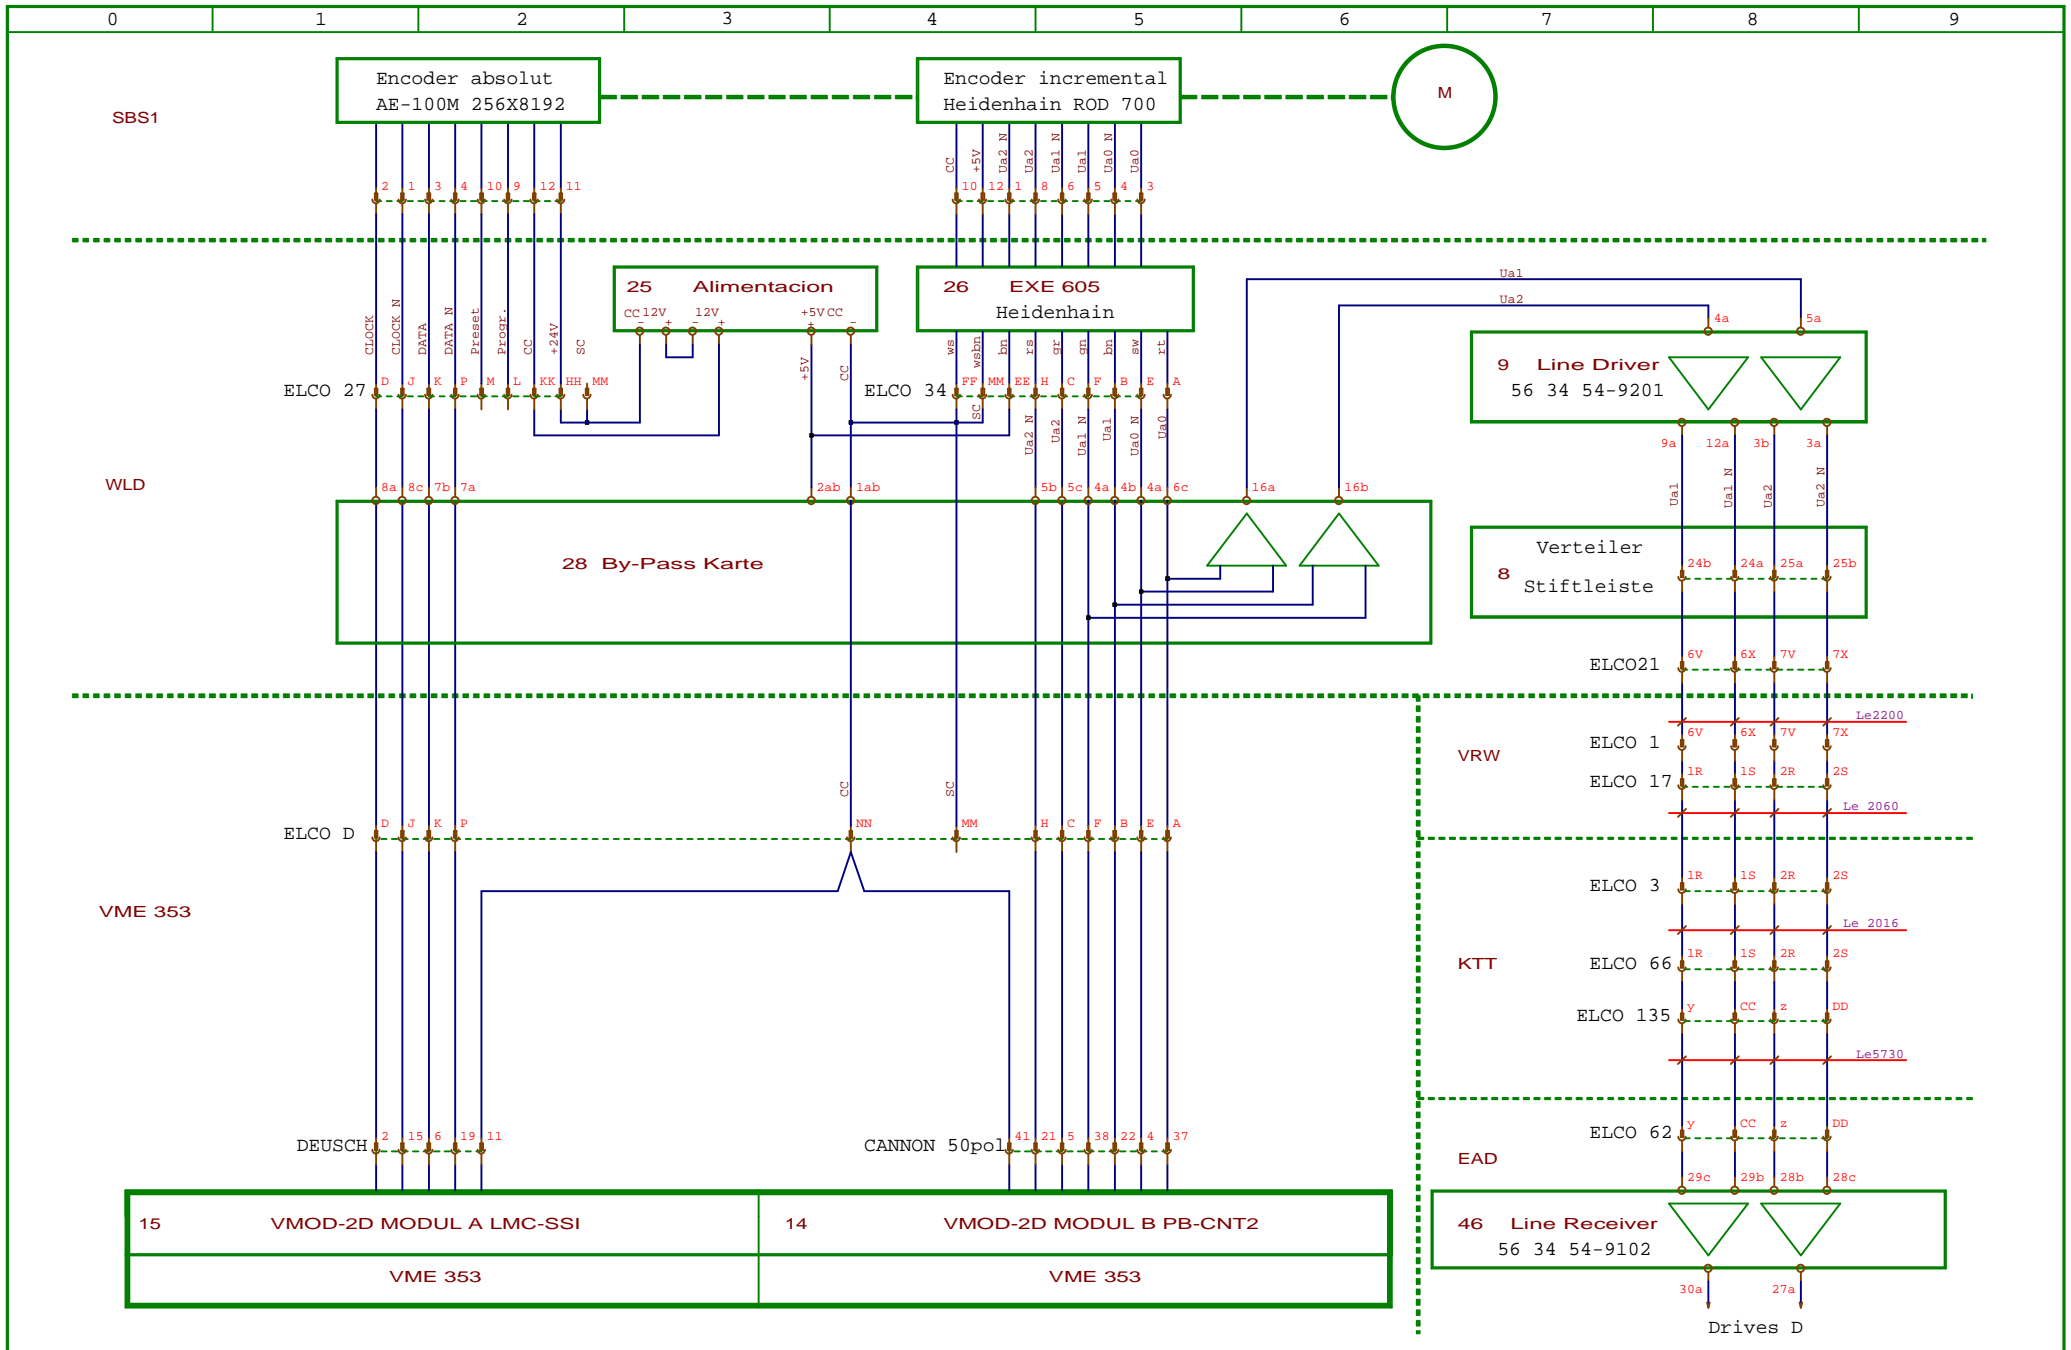 0 1 2 3 4 5 6 7 8 9
Encoder absolut
AE-100M 256X8192
Encoder incremental
Heidenhain ROD 700
M
SBS1
CC +5V Ua2 N Ua2 Ua1 N Ua1 Ua0 N Ua0
2 1 3 4 10 9 12 11
10 12 1 8 6 5 4 3
25 Alimentacion
CC 12V 12V +5V CC
- + - + + -
26 EXE 605
Heidenhain
Ua1
Ua2
4a 5a
CLOCK CLOCK N DATA DATA N Preset Progr. CC +24V SC
+5V CC
ws wsbn bn rs gr gn bn sw rt
9 Line Driver
56 34 54-9201
ELCO 27 D J K P M L KK HH MM
ELCO 34 FF MM EE H C F B E A
SC Ua2 N Ua2 Ua1 N Ua1 Ua0 N Ua0
9a 12a 3b 3a
Ua1 Ua1 N Ua2 Ua2 N
WLD
8a 8c 7b 7a 2ab 1ab 5b 5c 4a 4b 4a 6c 16a 16b
28 By-Pass Karte
Verteiler
8 Stiftleiste
24b 24a 25a 25b
ELCO21 6V 6X 7V 7X
Le2200
VRW
ELCO 1 6V 6X 7V 7X
ELCO 17 1R 1S 2R 2S
Le 2060
CC SC
ELCO D D J K P NN MM H C F B E A
VME 353
ELCO 3 1R 1S 2R 2S
Le 2016
KTT
ELCO 66 1R 1S 2R 2S
ELCO 135 y CC z DD
Le5730
DEUSCH 2 15 6 19 11
CANNON 50pol 41 21 5 38 22 4 37
ELCO 62 y CC z DD
EAD
29c 29b 28b 28c
15 VMOD-2D MODUL A LMC-SSI
14 VMOD-2D MODUL B PB-CNT2
VME 353
VME 353
46 Line Receiver
56 34 54-9102
30a 27a
Drives D